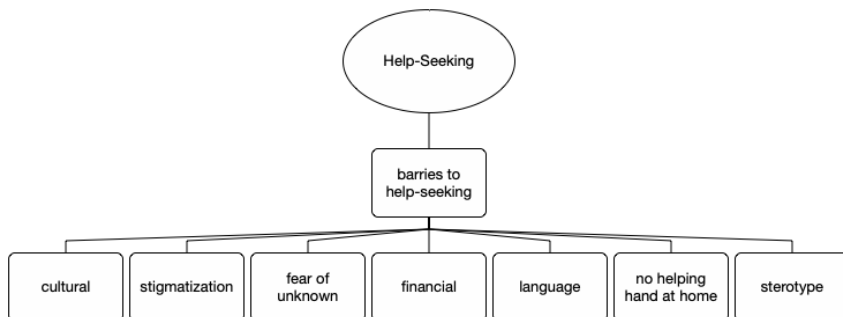 Help-Seeking
barries to
help-seeking
cultural
stigmatization
fear of
unknown
financial
language
no helping
hand at home
sterotype